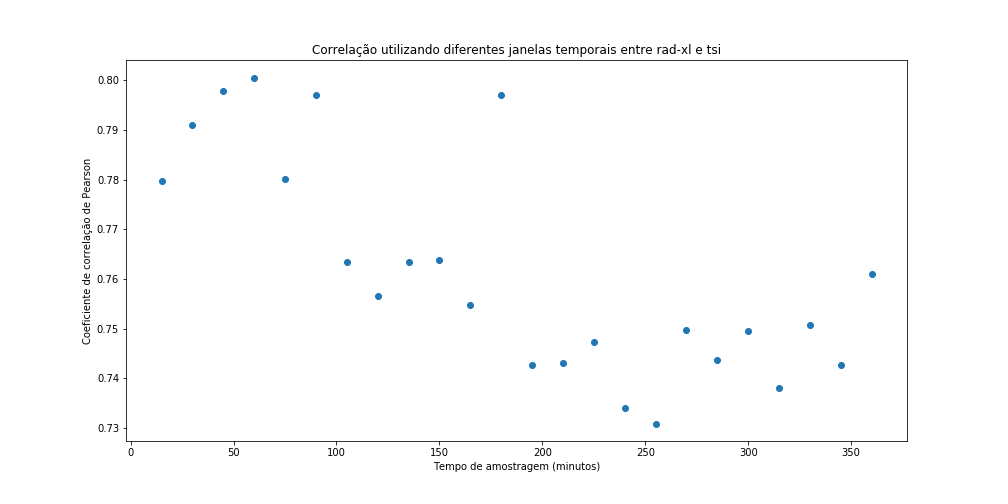 Correlação utilizando diferentes janelas temporais entre rad-xl e tsi
0.80
0.79
0.78
0.77
0.76
0.75
0.74
0.73
Coeficiente de correlação de Pearson
0 50 100 150 200 250 300 350
Tempo de amostragem (minutos)